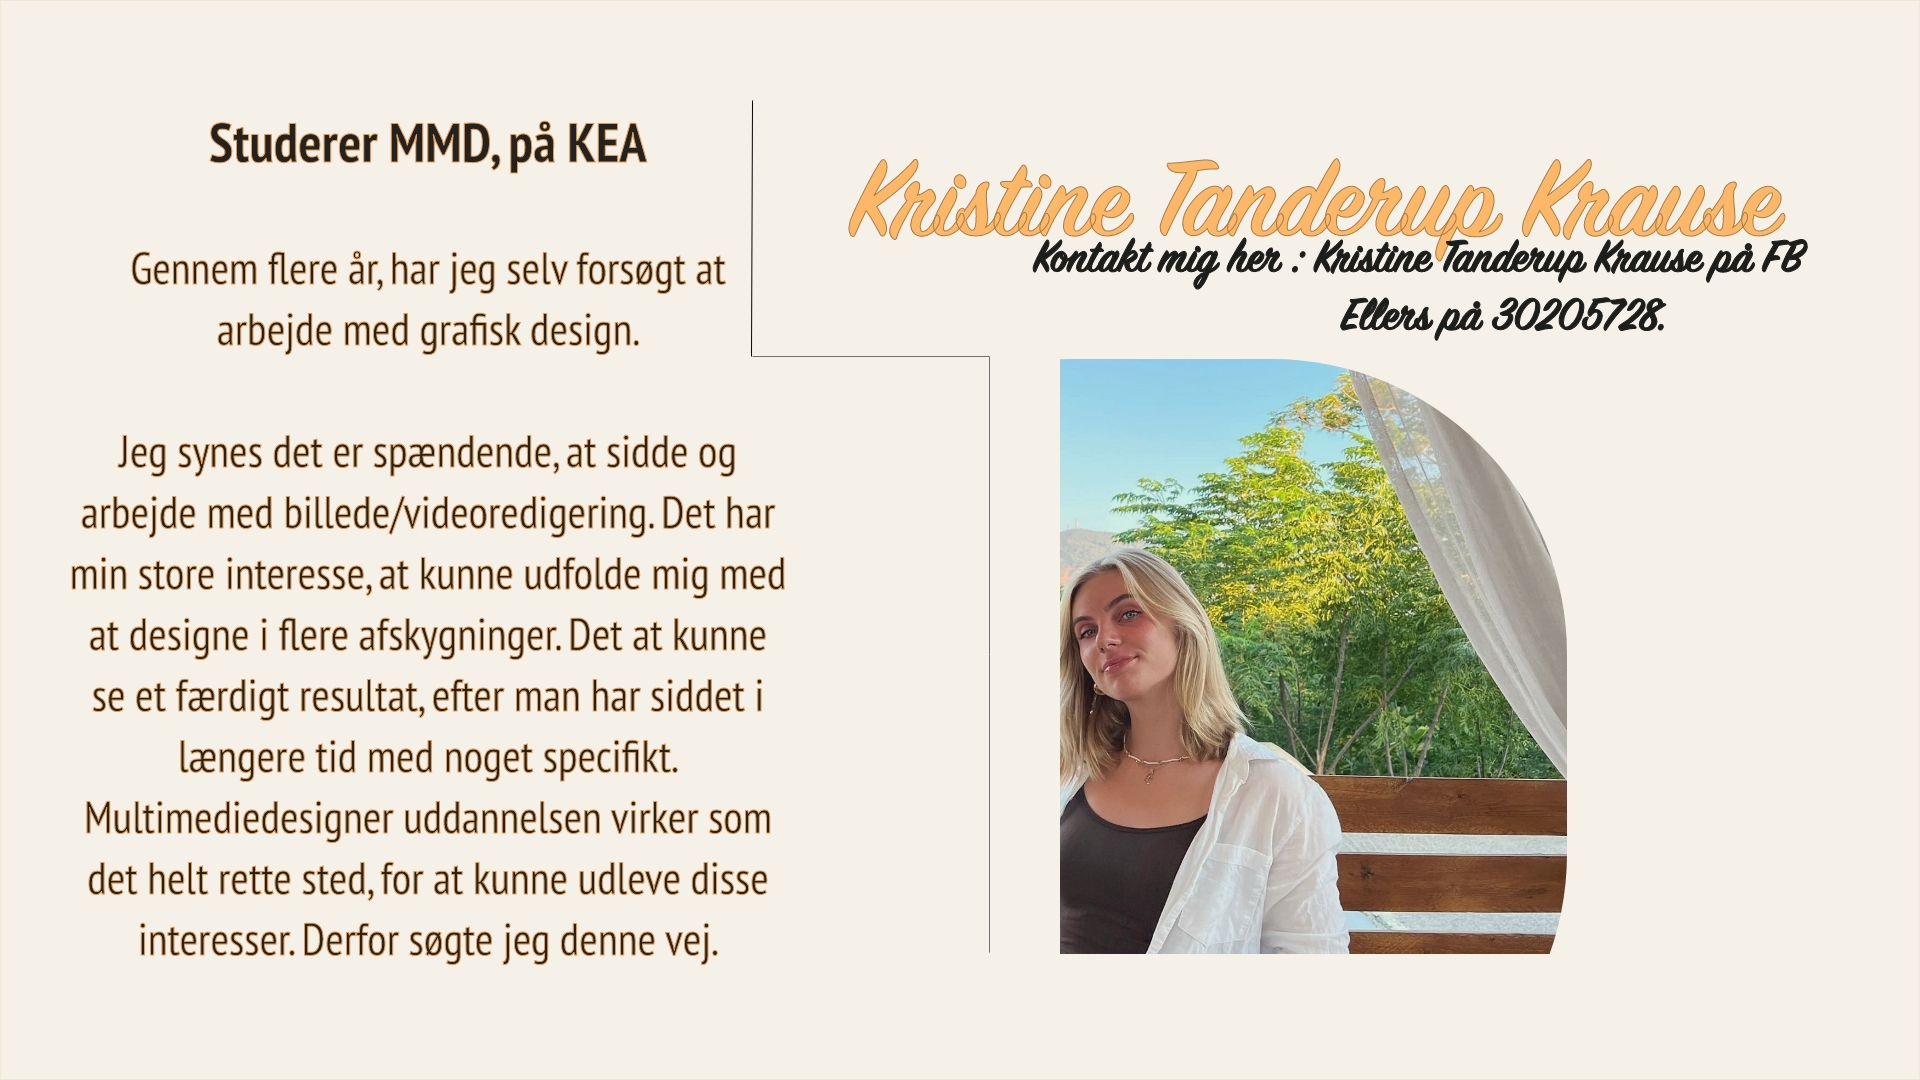 Studerer MMD, på KEA
Gennem flere år, har jeg selv forsøgt at
arbejde med grafisk design.
Jeg synes det er spændende, at sidde og
arbejde med billede/videoredigering. Det har
min store interesse, at kunne udfolde mig med
at designe i flere afskygninger. Det at kunne
se et færdigt resultat, efter man har siddet i
længere tid med noget specifikt.
Multimediedesigner uddannelsen virker som
det helt rette sted, for at kunne udleve disse
interesser. Derfor søgte jeg denne vej.
Kristine Tanderup Krause
Kontakt mig her : Kristine Tanderup Krause på FB
Ellers på 30205728.